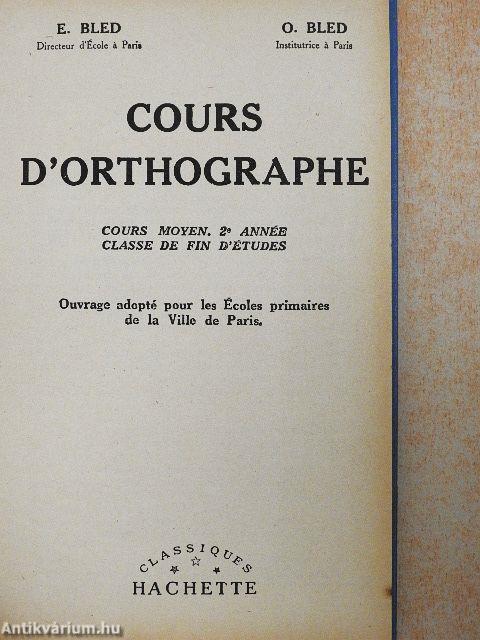 E. BLED O. BLED
Directeur d'École à Paris Institutrice à Paris
COURS
D'ORTHOGRAPHE
COURS MOYEN. 2e ANNÉE
CLASSE DE FIN D'ÉTUDES
Ouvrage adopté pour les Écoles primaires
de la Ville de Paris.
CLASSIQUES
HACHETTE
Antikvárium.hu